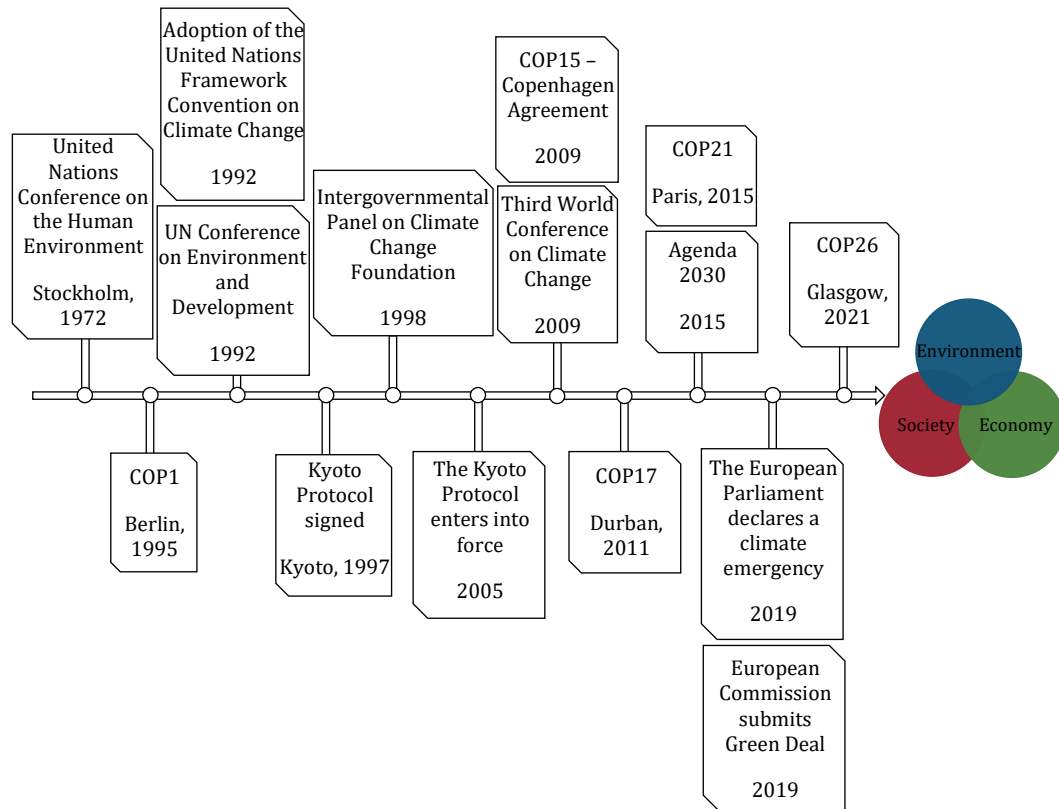 United
Nations
Conference on
the Human
Environment
Stockholm,
1972
Adoption of the
United Nations
Framework
Convention on
Climate Change
1992
UN Conference
on Environment
and
Development
1992
Intergovernmental
Panel on Climate
Change
Foundation
1998
COP15 –
Copenhagen
Agreement
2009
Third World
Conference
on Climate
Change
2009
COP21
Paris, 2015
Agenda
2030
2015
COP26
Glasgow,
2021
Environment
Society
Economy
COP1
Berlin,
1995
Kyoto
Protocol
signed
Kyoto, 1997
The Kyoto
Protocol
enters into
force
2005
COP17
Durban,
2011
The European
Parliament
declares a
climate
emergency
2019
European
Commission
submits
Green Deal
2019